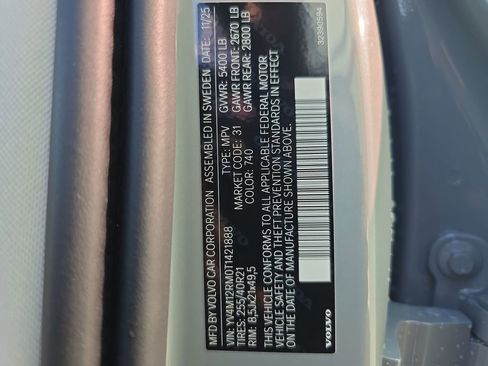 MFD BY VOLVO CAR CORPORATION ASSEMBLED IN SWEDEN DATE: 11/25
GVWR: 5400 LB
GAWR FRONT: 2670 LB
GAWR REAR: 2800 LB
VIN: YV4M12RM0T1421888 TYPE: MPV
TIRES: 255/40R21 MARKET CODE: 31
RIM: 8,5Jx21x49,5 COLOR: 740
THIS VEHICLE CONFORMS TO ALL APPLICABLE FEDERAL MOTOR
VEHICLE SAFETY AND THEFT PREVENTION STANDARDS IN EFFECT
ON THE DATE OF MANUFACTURE SHOWN ABOVE.
VOLVO 32390594